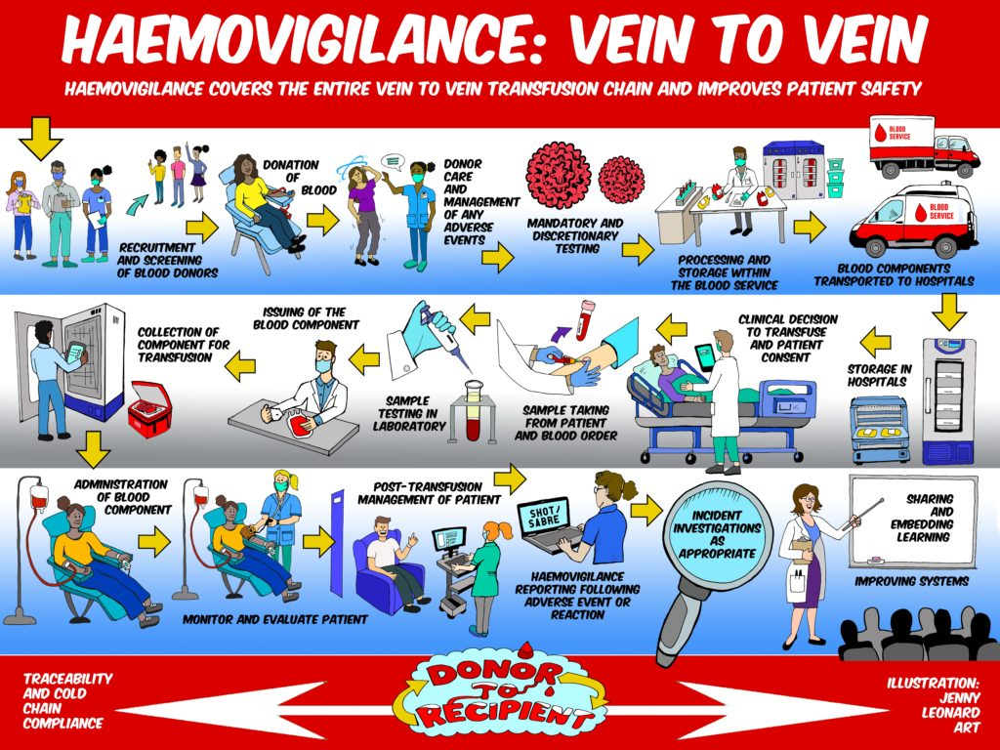 HAEMOVIGILANCE: VEIN TO VEIN
HAEMOVIGILANCE COVERS THE ENTIRE VEIN TO VEIN TRANSFUSION CHAIN AND IMPROVES PATIENT SAFETY
RECRUITMENT
AND SCREENING
OF BLOOD DONORS
DONATION
OF
BLOOD
DONOR
CARE
AND
MANAGEMENT
OF ANY
ADVERSE
EVENTS
MANDATORY AND
DISCRETIONARY
TESTING
PROCESSING AND
STORAGE WITHIN
THE BLOOD SERVICE
BLOOD
SERVICE
BLOOD
SERVICE
BLOOD COMPONENTS
TRANSPORTED TO HOSPITALS
STORAGE IN
HOSPITALS
CLINICAL DECISION
TO TRANSFUSE
AND PATIENT
CONSENT
SAMPLE TAKING
FROM PATIENT
AND BLOOD ORDER
SAMPLE
TESTING IN
LABORATORY
ISSUING OF THE
BLOOD COMPONENT
COLLECTION OF
COMPONENT FOR
TRANSFUSION
ADMINISTRATION
OF BLOOD
COMPONENT
MONITOR AND EVALUATE PATIENT
POST-TRANSFUSION
MANAGEMENT OF PATIENT
SHOT/
SABRE
HAEMOVIGILANCE
REPORTING FOLLOWING
ADVERSE EVENT OR
REACTION
INCIDENT
INVESTIGATIONS
AS
APPROPRIATE
SHARING
AND
EMBEDDING
LEARNING
IMPROVING SYSTEMS
TRACEABILITY
AND COLD
CHAIN
COMPLIANCE
DONOR
TO
RECIPIENT
ILLUSTRATION:
JENNY
LEONARD
ART